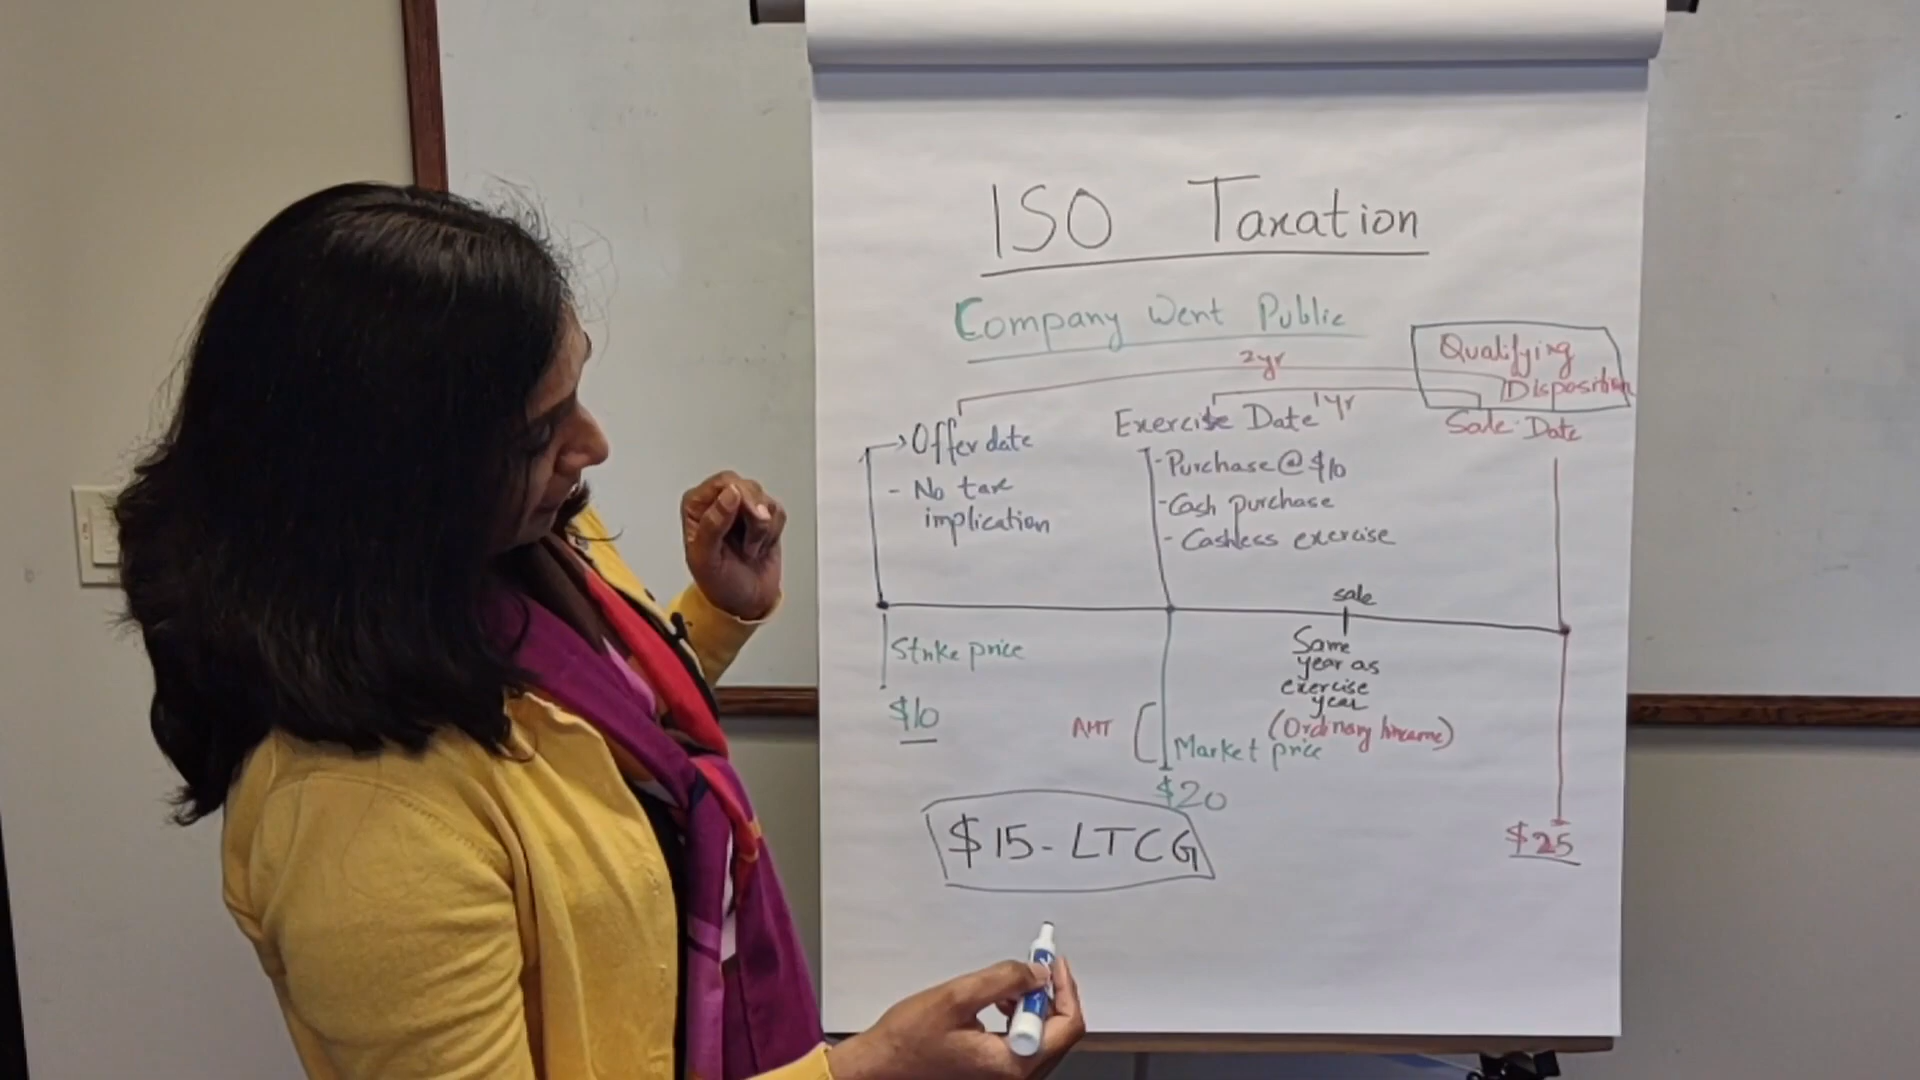 ISO Taxation
Company Went Public
2yr
Qualifying
Disposition
1yr
Offer date
Exercise Date
Sale Date
- No tax
implication
- Purchase @ $10
- Cash purchase
- Cashless exercise
sale
Strike price
$10
Same
year as
exercise
year
(Ordinary Income)
AMT
Market price
$20
$15 - LTCG
$25